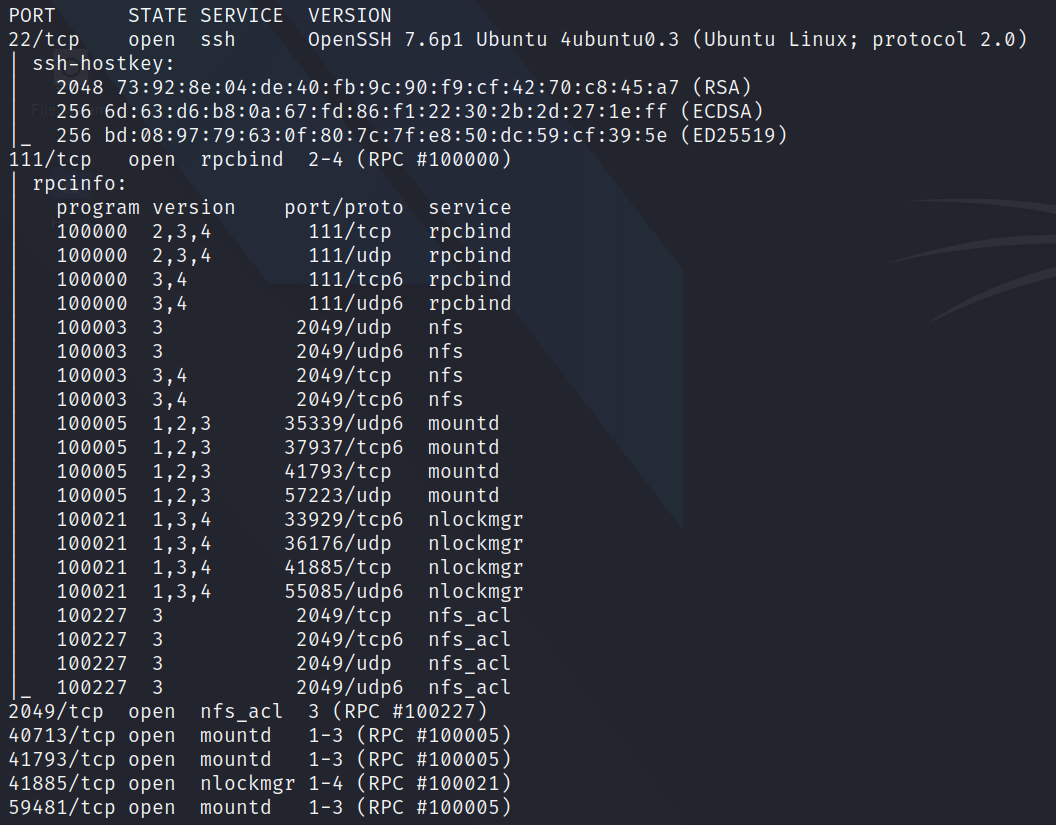 PORT      STATE SERVICE  VERSION
22/tcp    open  ssh      OpenSSH 7.6p1 Ubuntu 4ubuntu0.3 (Ubuntu Linux; protocol 2.0)
| ssh-hostkey:
|   2048 73:92:8e:04:de:40:fb:9c:90:f9:cf:42:70:c8:45:a7 (RSA)
|   256 6d:63:d6:b8:0a:67:fd:86:f1:22:30:2b:2d:27:1e:ff (ECDSA)
|_  256 bd:08:97:79:63:0f:80:7c:7f:e8:50:dc:59:cf:39:5e (ED25519)
111/tcp   open  rpcbind  2-4 (RPC #100000)
| rpcinfo:
|   program version    port/proto  service
|   100000  2,3,4        111/tcp   rpcbind
|   100000  2,3,4        111/udp   rpcbind
|   100000  3,4          111/tcp6  rpcbind
|   100000  3,4          111/udp6  rpcbind
|   100003  3           2049/udp   nfs
|   100003  3           2049/udp6  nfs
|   100003  3,4         2049/tcp   nfs
|   100003  3,4         2049/tcp6  nfs
|   100005  1,2,3      35339/udp6  mountd
|   100005  1,2,3      37937/tcp6  mountd
|   100005  1,2,3      41793/tcp   mountd
|   100005  1,2,3      57223/udp   mountd
|   100021  1,3,4      33929/tcp6  nlockmgr
|   100021  1,3,4      36176/udp   nlockmgr
|   100021  1,3,4      41885/tcp   nlockmgr
|   100021  1,3,4      55085/udp6  nlockmgr
|   100227  3           2049/tcp   nfs_acl
|   100227  3           2049/tcp6  nfs_acl
|   100227  3           2049/udp   nfs_acl
|_  100227  3           2049/udp6  nfs_acl
2049/tcp  open  nfs_acl  3 (RPC #100227)
40713/tcp open  mountd   1-3 (RPC #100005)
41793/tcp open  mountd   1-3 (RPC #100005)
41885/tcp open  nlockmgr 1-4 (RPC #100021)
59481/tcp open  mountd   1-3 (RPC #100005)